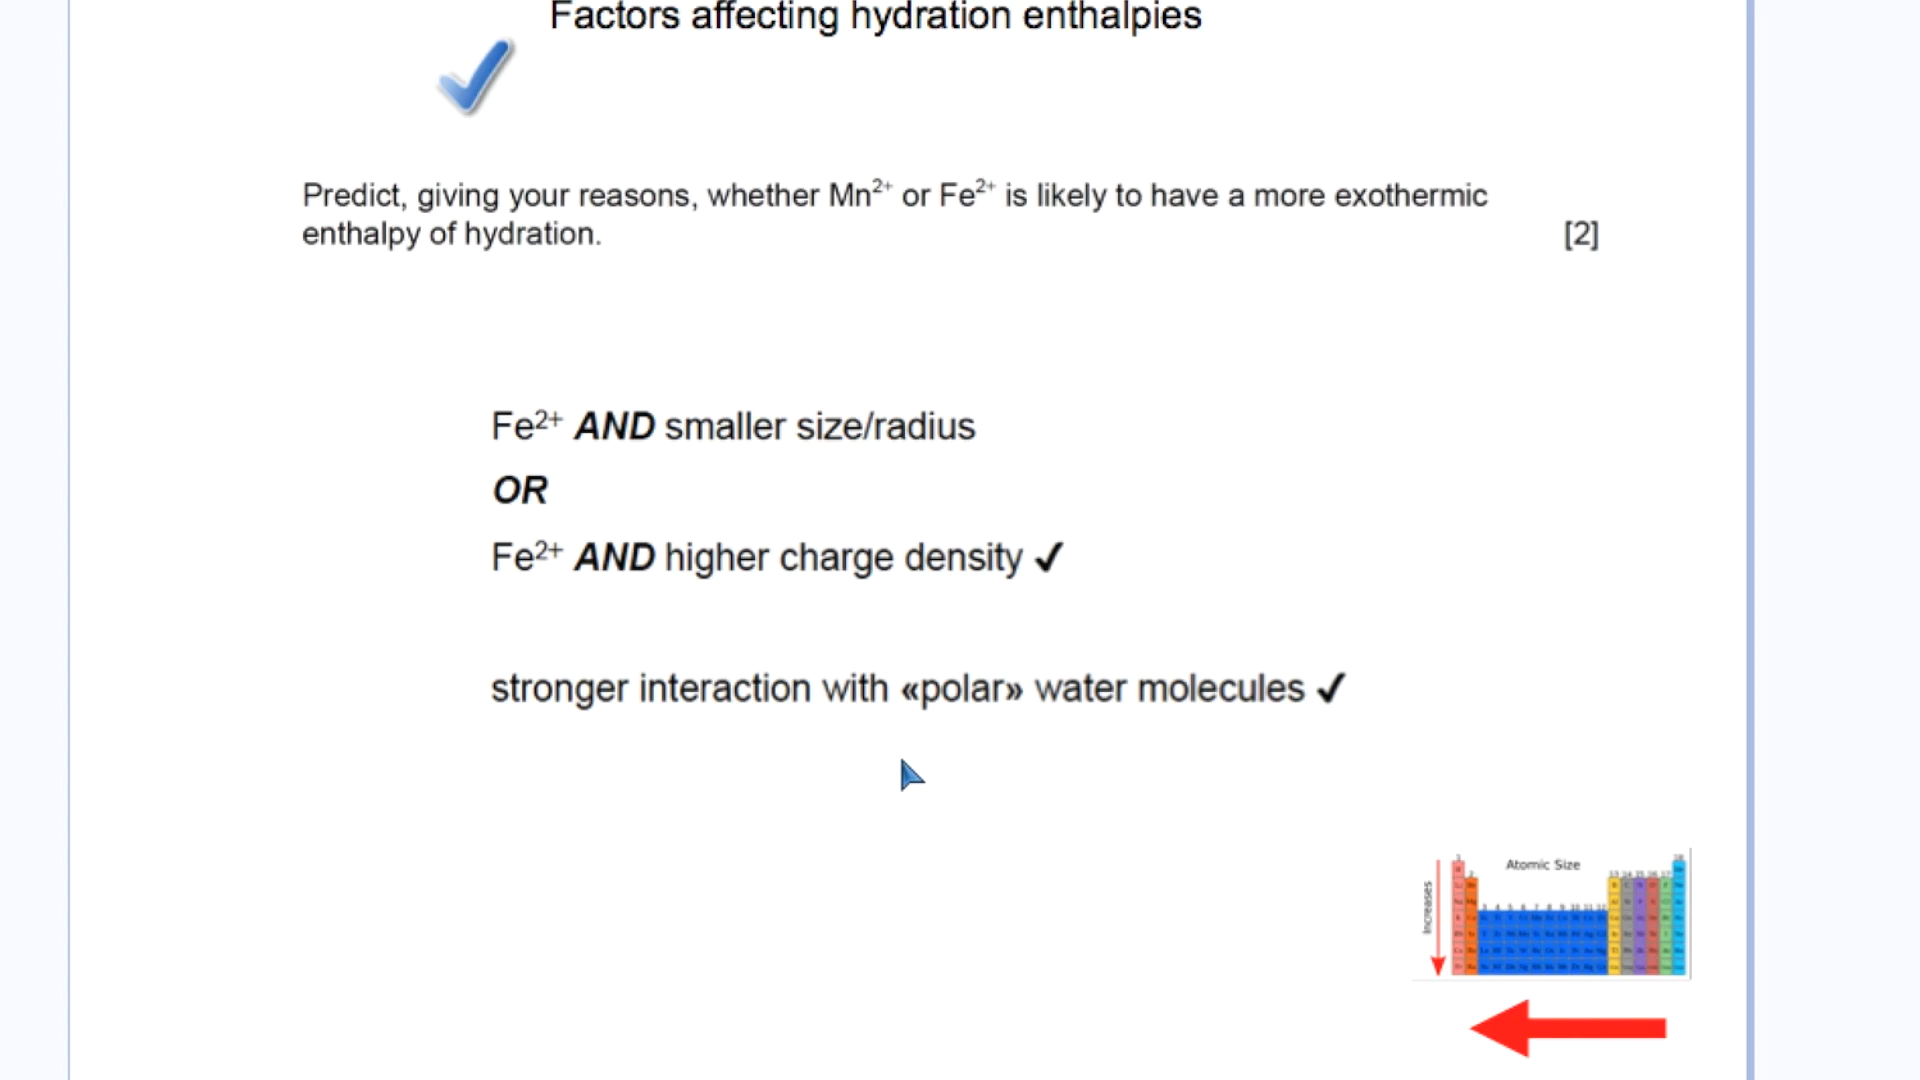 Factors affecting hydration enthalpies
Predict, giving your reasons, whether Mn²⁺ or Fe²⁺ is likely to have a more exothermic
enthalpy of hydration. [2]
Fe²⁺ AND smaller size/radius
OR
Fe²⁺ AND higher charge density ✓
stronger interaction with «polar» water molecules ✓
Atomic Size
Increases